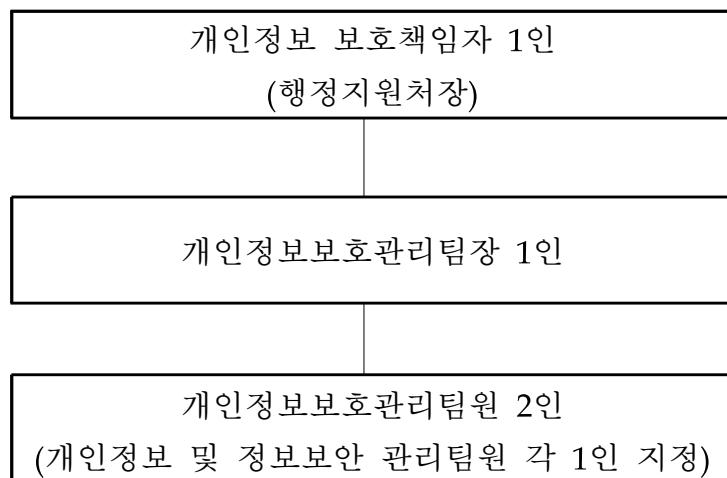 개인정보 보호책임자 1인
(행정지원처장)
개인정보보호관리팀장 1인
개인정보보호관리팀원 2인
(개인정보 및 정보보안 관리팀원 각 1인 지정)